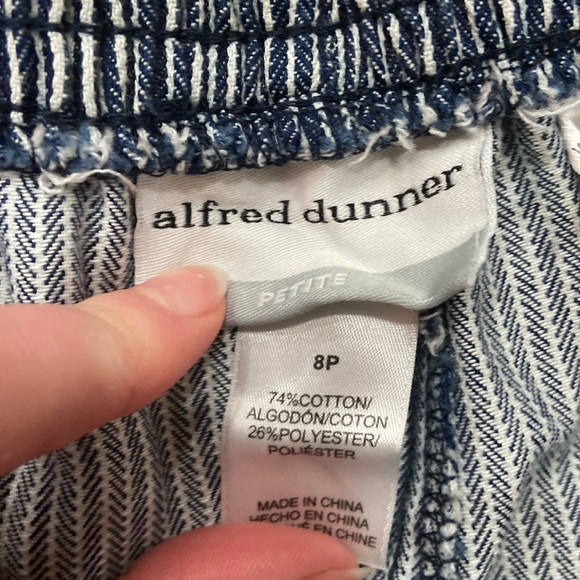 alfred dunner
PETITE
8P
74%COTTON/
ALGODÓN/COTON
26%POLYESTER/
POLIÉSTER
MADE IN CHINA
HECHO EN CHINA
EN CHINE